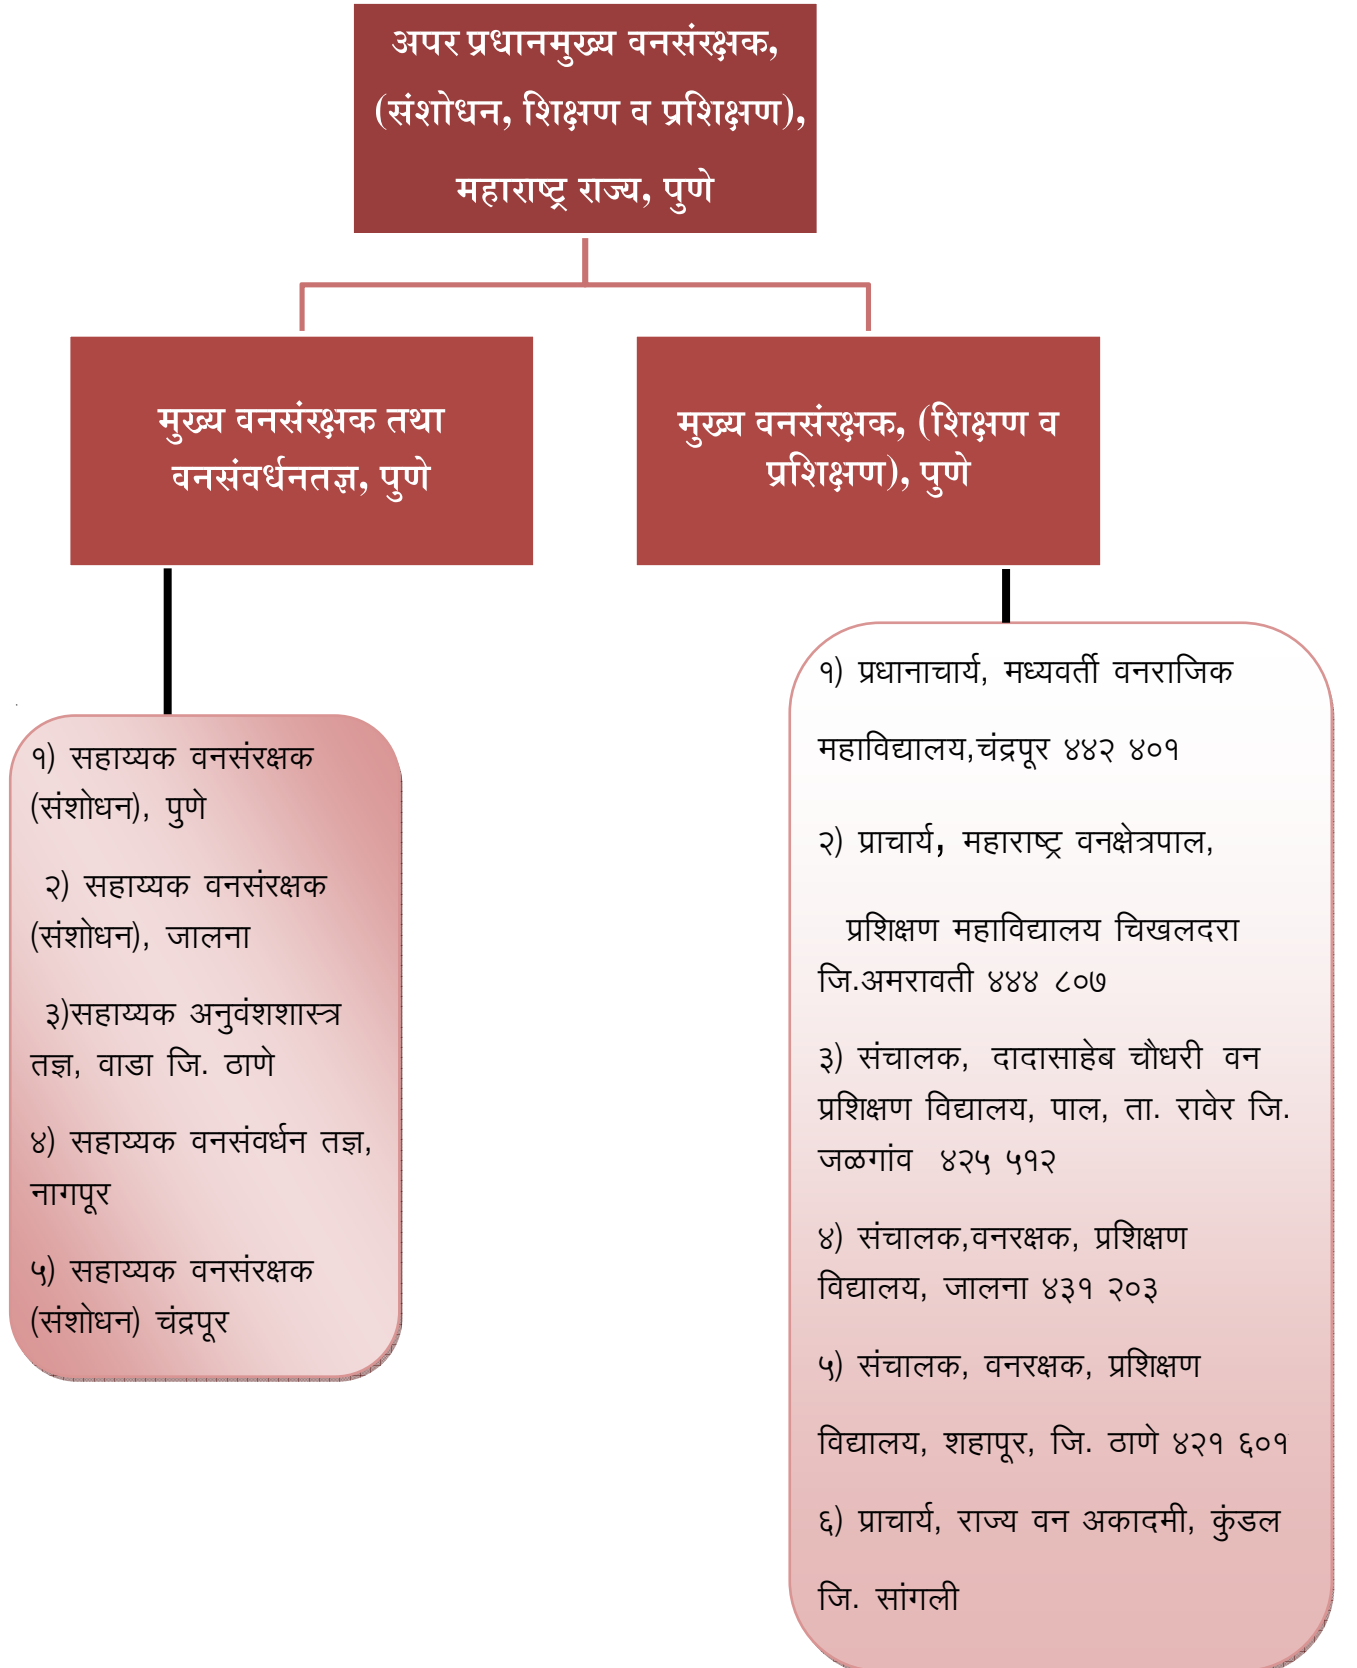 अपर प्रधानमुख्य वनसंरक्षक,
(संशोधन, शिक्षण व प्रशिक्षण),
महाराष्ट्र राज्य, पुणे
मुख्य वनसंरक्षक तथा
वनसंवर्धनतज्ञ, पुणे
मुख्य वनसंरक्षक, (शिक्षण व
प्रशिक्षण), पुणे
१) सहाय्यक वनसंरक्षक
(संशोधन), पुणे
२) सहाय्यक वनसंरक्षक
(संशोधन), जालना
३)सहाय्यक अनुवंशशास्त्र
तज्ञ, वाडा जि. ठाणे
४) सहाय्यक वनसंवर्धन तज्ञ,
नागपूर
५) सहाय्यक वनसंरक्षक
(संशोधन) चंद्रपूर
१) प्रधानाचार्य, मध्यवर्ती वनराजिक
महाविद्यालय,चंद्रपूर ४४२ ४०१
२) प्राचार्य, महाराष्ट्र वनक्षेत्रपाल,
प्रशिक्षण महाविद्यालय चिखलदरा
जि.अमरावती ४४४ ८०७
३) संचालक, दादासाहेब चौधरी वन
प्रशिक्षण विद्यालय, पाल, ता. रावेर जि.
जळगांव ४२५ ५१२
४) संचालक,वनरक्षक, प्रशिक्षण
विद्यालय, जालना ४३१ २०३
५) संचालक, वनरक्षक, प्रशिक्षण
विद्यालय, शहापूर, जि. ठाणे ४२१ ६०१
६) प्राचार्य, राज्य वन अकादमी, कुंडल
जि. सांगली